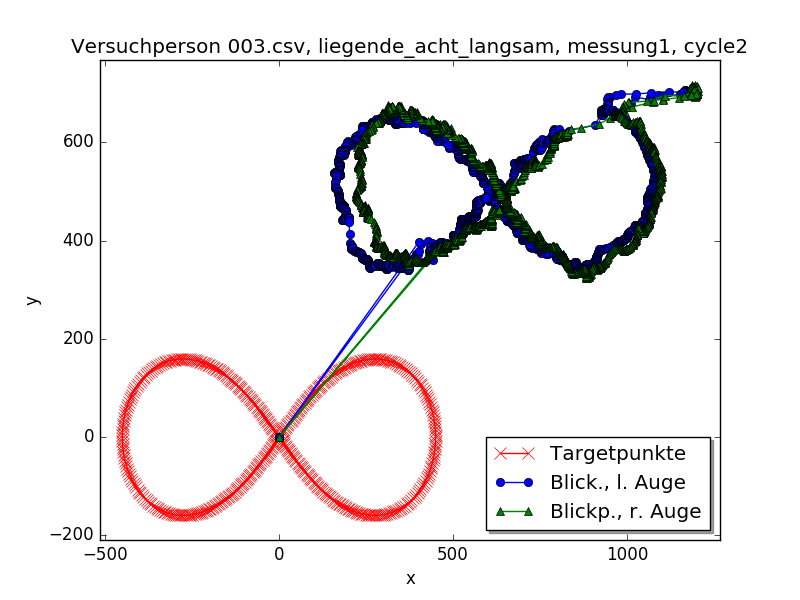 Versuchperson 003.csv, liegende_acht_langsam, messung1, cycle2
600
400
200
0
−200
y
−500
0
500
1000
x
Targetpunkte
Blick., l. Auge
Blickp., r. Auge